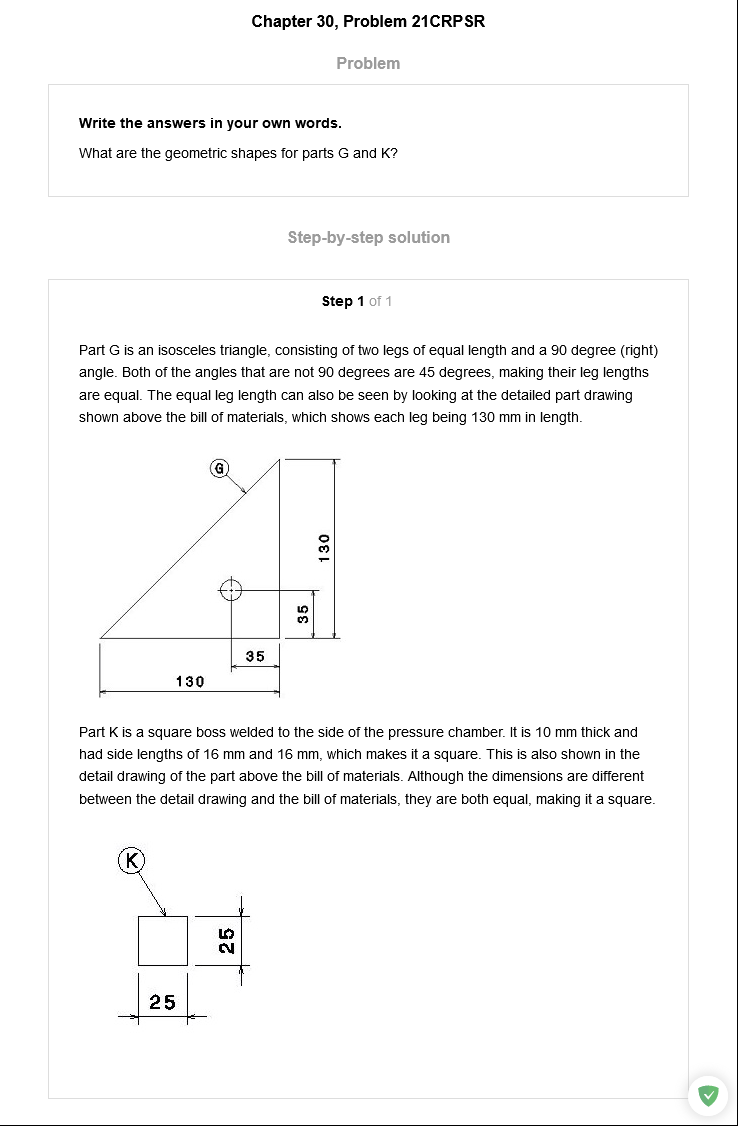 Chapter 30, Problem 21CRPSR
Problem
Write the answers in your own words.
What are the geometric shapes for parts G and K?
Step-by-step solution
Step 1 of 1
Part G is an isosceles triangle, consisting of two legs of equal length and a 90 degree (right)
angle. Both of the angles that are not 90 degrees are 45 degrees, making their leg lengths
are equal. The equal leg length can also be seen by looking at the detailed part drawing
shown above the bill of materials, which shows each leg being 130 mm in length.
G
130
35
35
130
Part K is a square boss welded to the side of the pressure chamber. It is 10 mm thick and
had side lengths of 16 mm and 16 mm, which makes it a square. This is also shown in the
detail drawing of the part above the bill of materials. Although the dimensions are different
between the detail drawing and the bill of materials, they are both equal, making it a square.
K
25
25